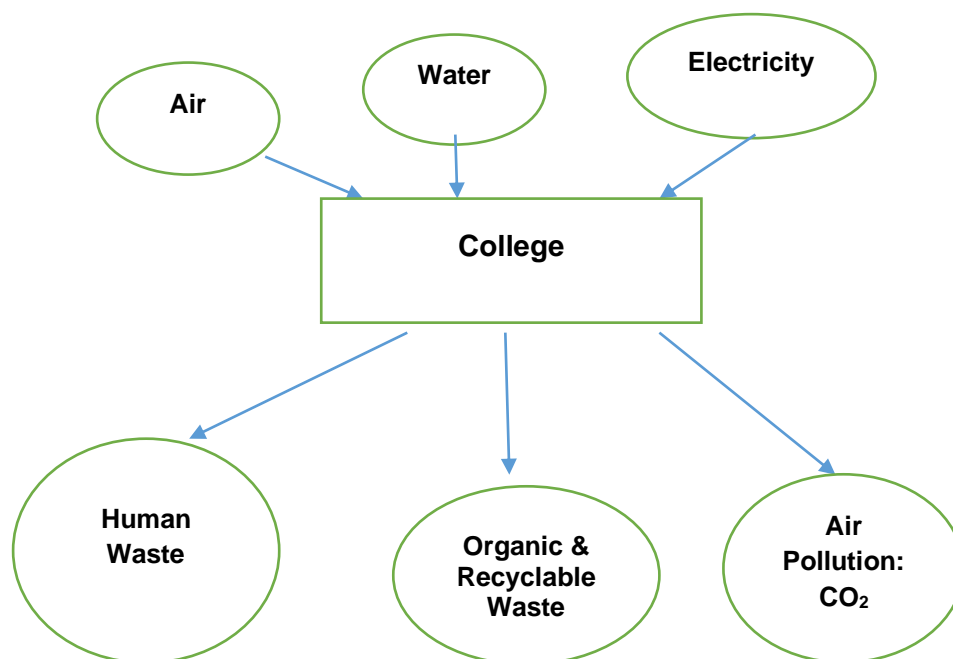 Air
Water
Electricity
College
Human
Waste
Organic &
Recyclable
Waste
Air
Pollution:
CO₂